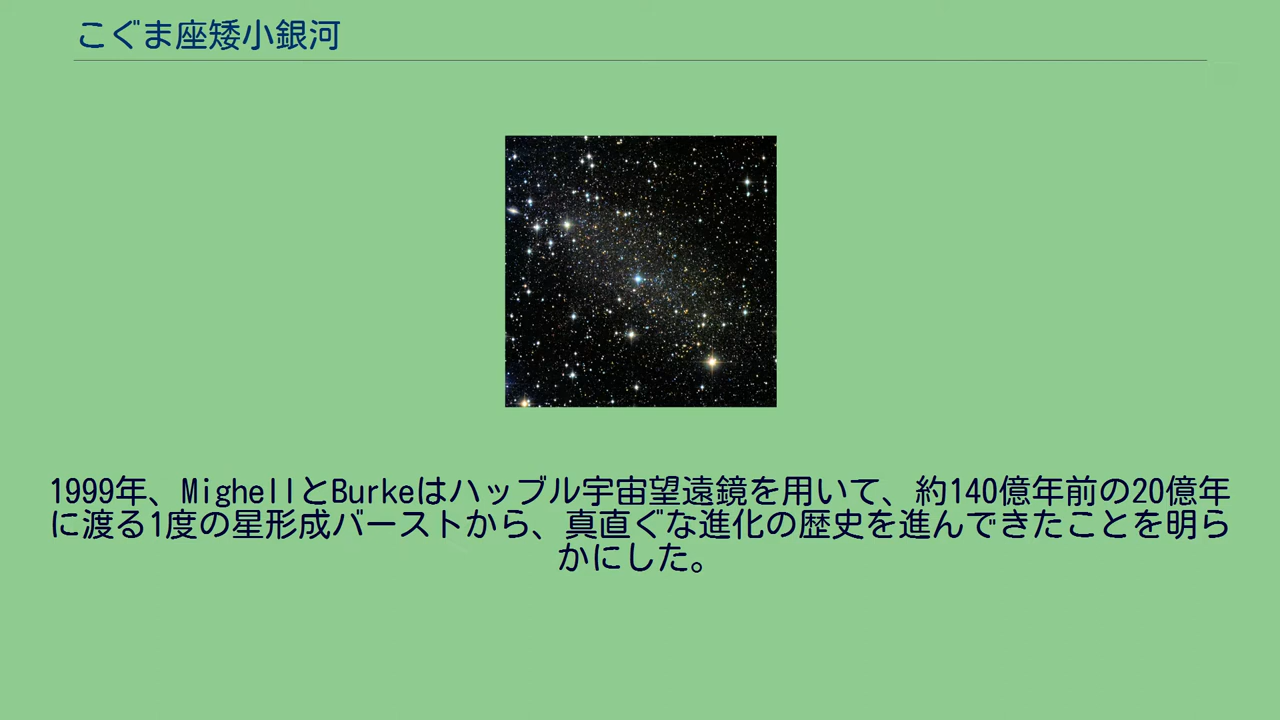 こぐま座矮小銀河
1999年、MighellとBurkeはハッブル宇宙望遠鏡を用いて、約140億年前の20億年
に渡る1度の星形成バーストから、真直ぐな進化の歴史を進んできたことを明ら
かにした。